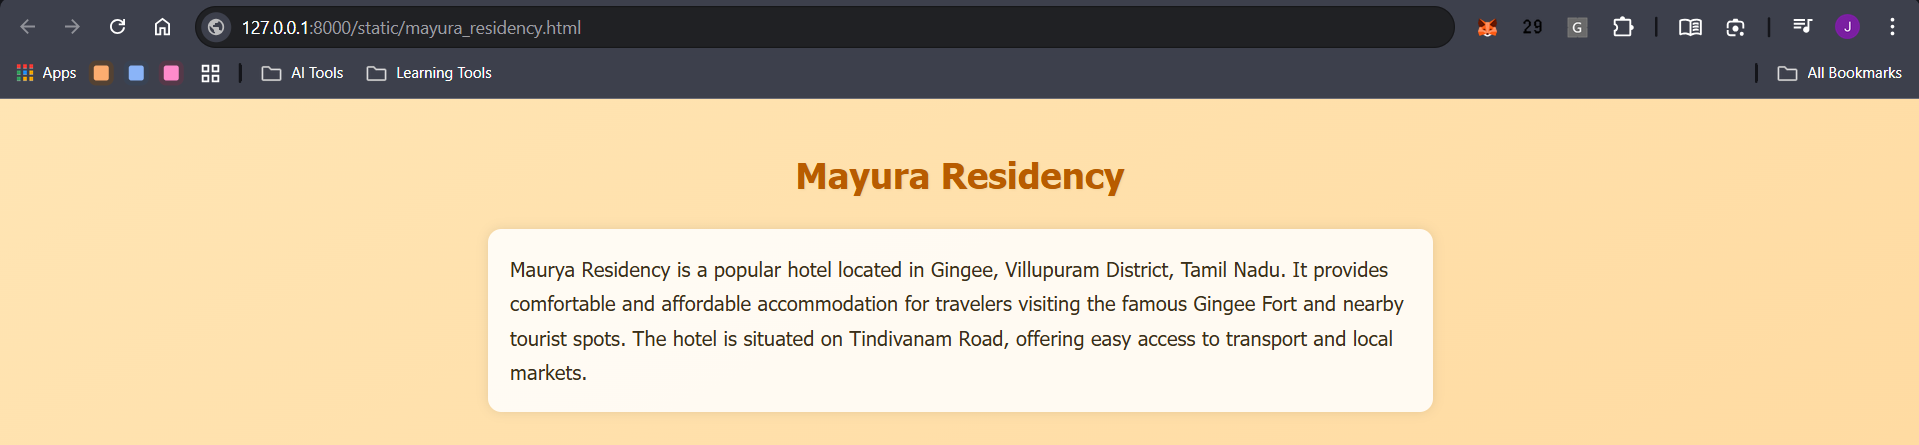 127.0.0.1:8000/static/mayura_residency.html
29
G
J
Apps
AI Tools
Learning Tools
All Bookmarks
Mayura Residency
Maurya Residency is a popular hotel located in Gingee, Villupuram District, Tamil Nadu. It provides
comfortable and affordable accommodation for travelers visiting the famous Gingee Fort and nearby
tourist spots. The hotel is situated on Tindivanam Road, offering easy access to transport and local
markets.